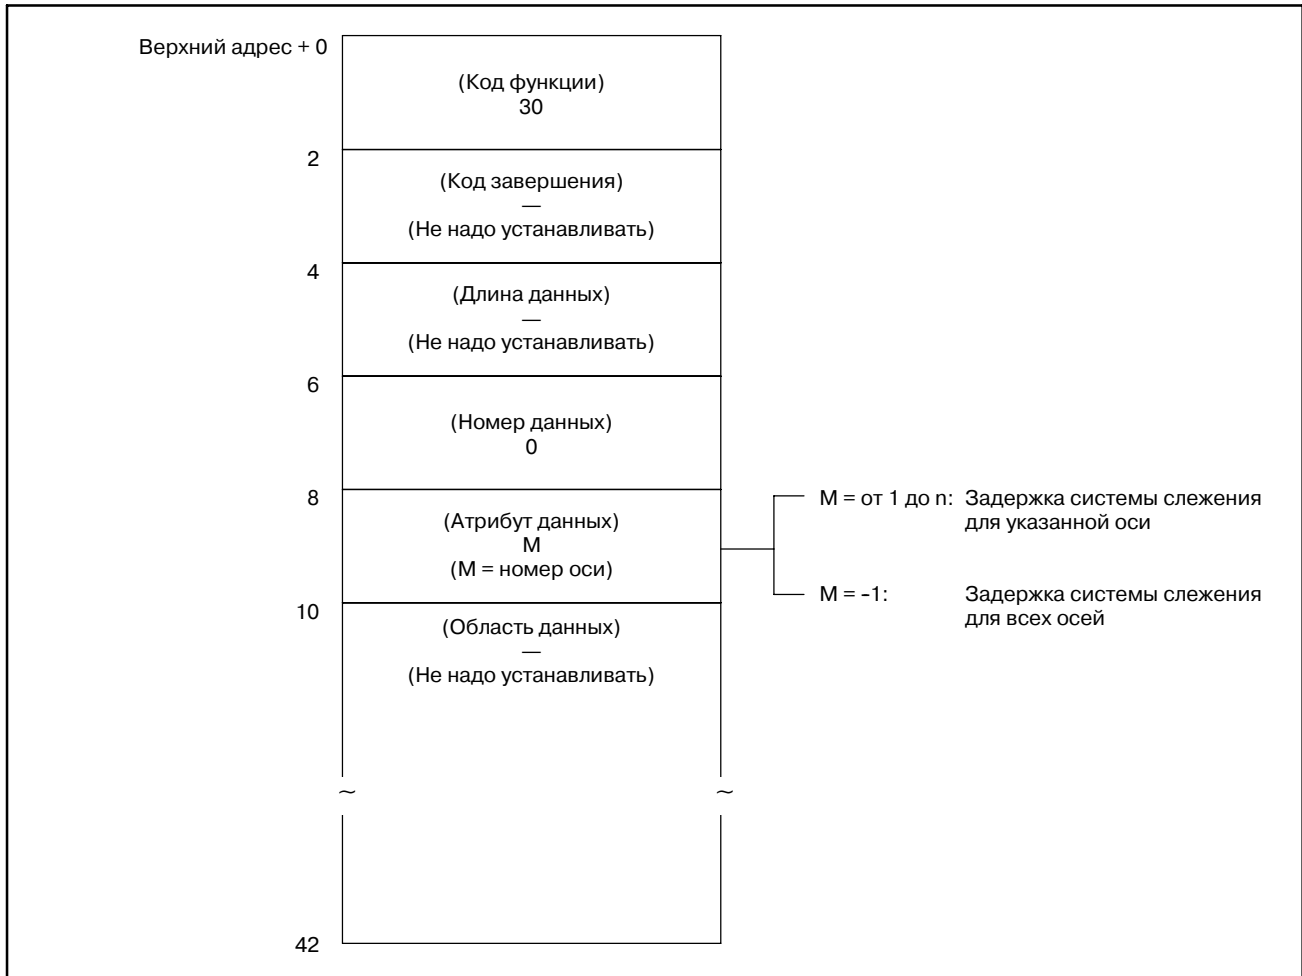 Верхний адрес + 0
(Код функции)
30
2
(Код завершения)
—
(Не надо устанавливать)
4
(Длина данных)
—
(Не надо устанавливать)
6
(Номер данных)
0
8
(Атрибут данных)
M
(M = номер оси)
M = от 1 до n: Задержка системы слежения
для указанной оси
M = -1: Задержка системы слежения
для всех осей
10
(Область данных)
—
(Не надо устанавливать)
~ ~
42